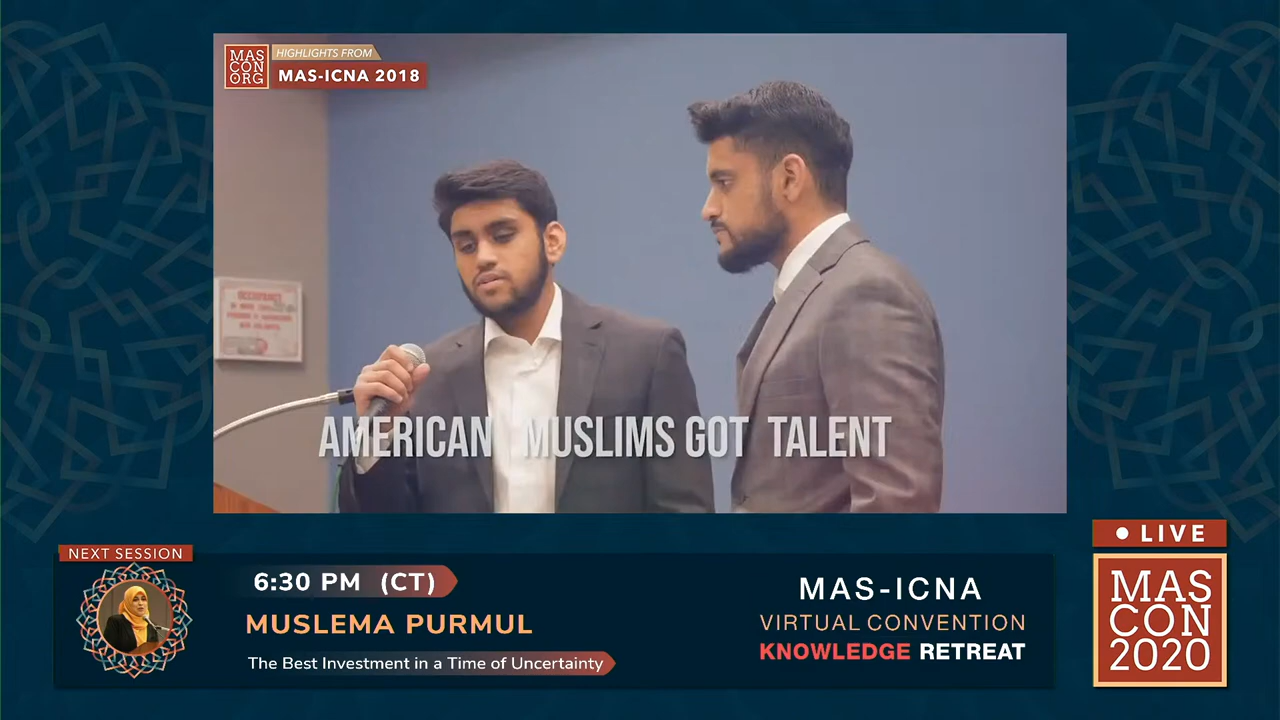 MAS
CON
ORG
HIGHLIGHTS FROM
MAS-ICNA 2018
OCCUPANCY
AMERICAN MUSLIMS GOT TALENT
LIVE
NEXT SESSION
6:30 PM (CT)
MUSLEMA PURMUL
The Best Investment in a Time of Uncertainty
MAS-ICNA
VIRTUAL CONVENTION
KNOWLEDGE RETREAT
MAS
CON
2020